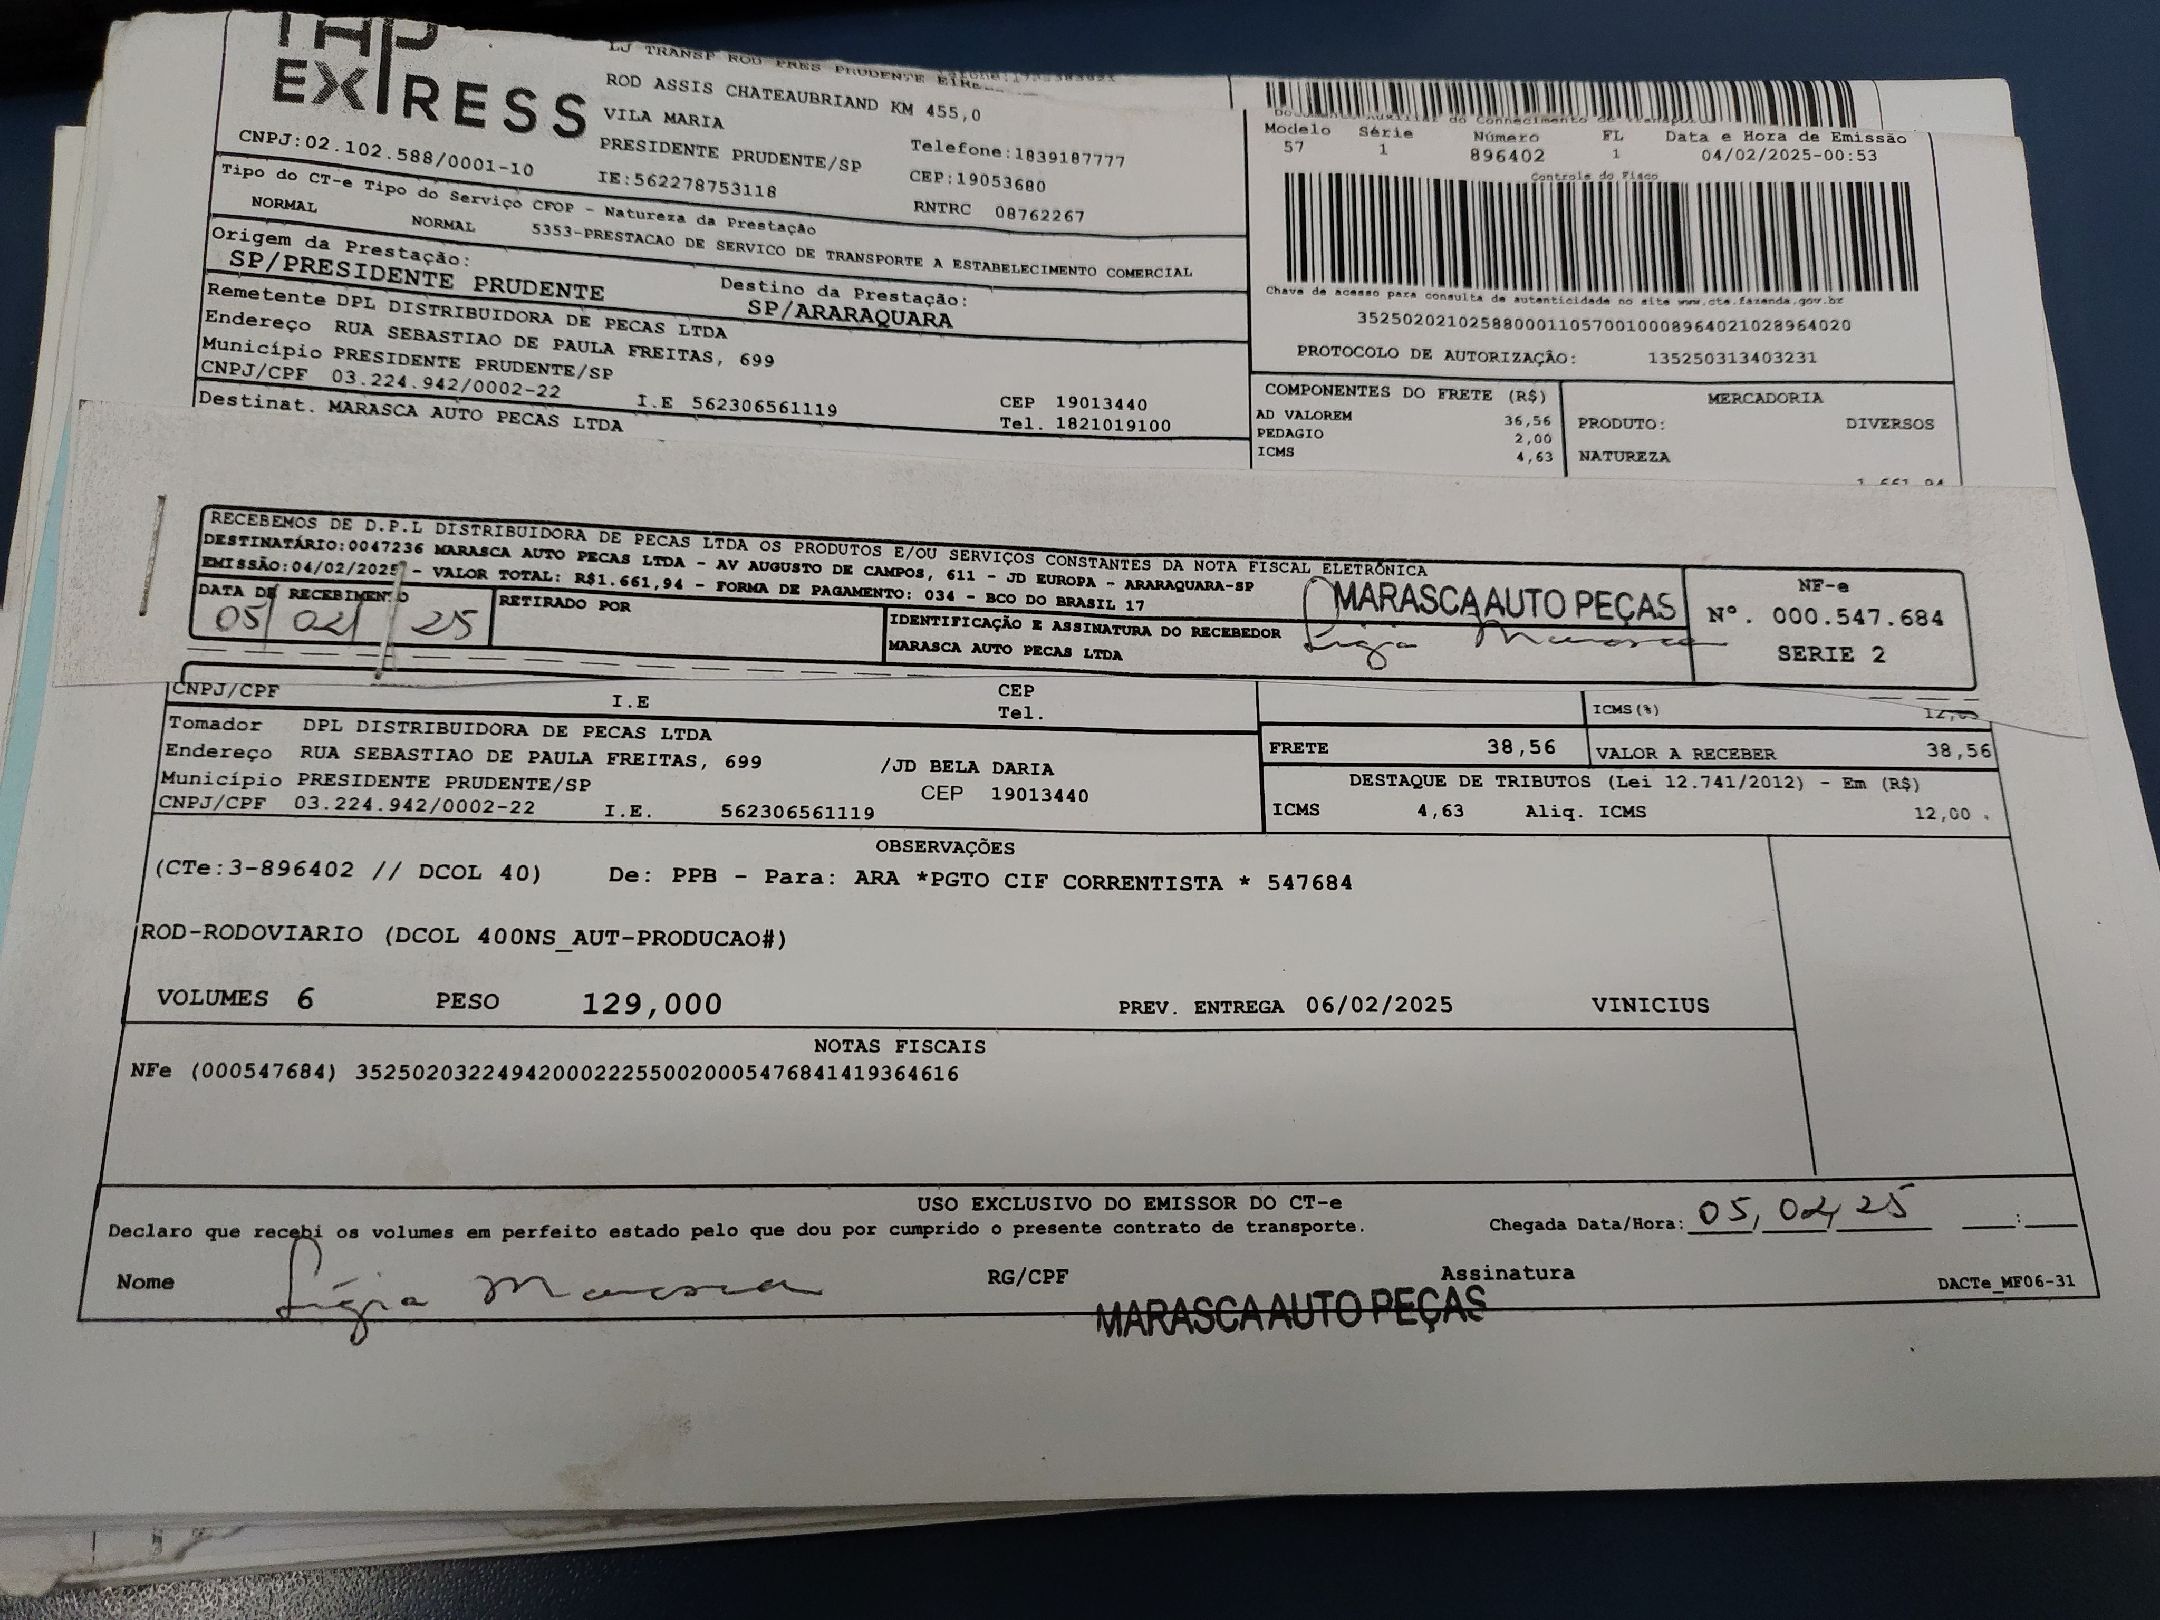 EXPRESS
CNPJ:02.102.588/0001-10
LJ TRANSP ROD PRES PRUDENTE
ROD ASSIS CHATEAUBRIAND KM 455,0
VILA MARIA
PRESIDENTE PRUDENTE/SP Telefone:1839187777
IE:562278753118 CEP:19053680
RNTRC 08762267
Modelo Série Número FL Data e Hora de Emissão
57 1 896402 1 04/02/2025-00:53
Controle do Fisco
Tipo do CT-e Tipo do Serviço CFOP - Natureza da Prestação
NORMAL NORMAL 5353-PRESTACAO DE SERVICO DE TRANSPORTE A ESTABELECIMENTO COMERCIAL
Origem da Prestação: Destino da Prestação:
SP/PRESIDENTE PRUDENTE SP/ARARAQUARA
Chave de acesso para consulta de autenticidade no site www.cte.fazenda.gov.br
35250202102588000110570010008964021028964020
PROTOCOLO DE AUTORIZAÇÃO: 135250313403231
Remetente DPL DISTRIBUIDORA DE PECAS LTDA
Endereço RUA SEBASTIAO DE PAULA FREITAS, 699
Município PRESIDENTE PRUDENTE/SP CEP 19013440
CNPJ/CPF 03.224.942/0002-22 I.E 562306561119 Tel. 1821019100
Destinat. MARASCA AUTO PECAS LTDA
COMPONENTES DO FRETE (R$) MERCADORIA
AD VALOREM 36,56 PRODUTO: DIVERSOS
PEDAGIO 2,00
ICMS 4,63 NATUREZA
1.661,94
RECEBEMOS DE D.P.L DISTRIBUIDORA DE PECAS LTDA OS PRODUTOS E/OU SERVIÇOS CONSTANTES DA NOTA FISCAL ELETRÔNICA
DESTINATÁRIO:0047236 MARASCA AUTO PECAS LTDA - AV AUGUSTO DE CAMPOS, 611 - JD EUROPA - ARARAQUARA-SP
EMISSÃO:04/02/2025 - VALOR TOTAL: R$1.661,94 - FORMA DE PAGAMENTO: 034 - BCO DO BRASIL 17
DATA DE RECEBIMENTO RETIRADO POR IDENTIFICAÇÃO E ASSINATURA DO RECEBEDOR
05/02/25 MARASCA AUTO PECAS LTDA
MARASCA AUTO PEÇAS
Lígia Marasca
NF-e
Nº. 000.547.684
SERIE 2
CNPJ/CPF I.E CEP
Tel.
ICMS(%)
Tomador DPL DISTRIBUIDORA DE PECAS LTDA
Endereço RUA SEBASTIAO DE PAULA FREITAS, 699 /JD BELA DARIA
Município PRESIDENTE PRUDENTE/SP CEP 19013440
CNPJ/CPF 03.224.942/0002-22 I.E. 562306561119
FRETE 38,56 VALOR A RECEBER 38,56
DESTAQUE DE TRIBUTOS (Lei 12.741/2012) - Em (R$)
ICMS 4,63 Aliq. ICMS 12,00
OBSERVAÇÕES
(CTe:3-896402 // DCOL 40) De: PPB - Para: ARA *PGTO CIF CORRENTISTA * 547684
ROD-RODOVIARIO (DCOL 400NS_AUT-PRODUCAO#)
VOLUMES 6 PESO 129,000 PREV. ENTREGA 06/02/2025 VINICIUS
NOTAS FISCAIS
NFe (000547684) 35250203224942000222550020005476841419364616
USO EXCLUSIVO DO EMISSOR DO CT-e
Declaro que recebi os volumes em perfeito estado pelo que dou por cumprido o presente contrato de transporte. Chegada Data/Hora: 05/02/25 __:__
Nome Lígia Marasca RG/CPF Assinatura
MARASCA AUTO PEÇAS
DACTe_MF06-31